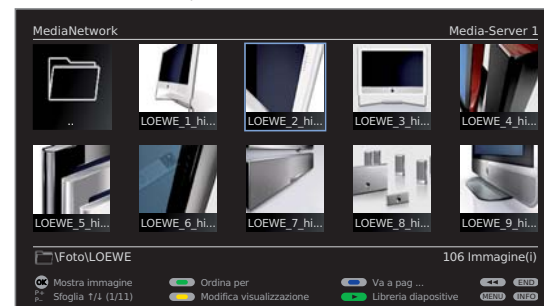 MediaNetwork
Media-Server 1
..
LOEWE_1_hi...
LOEWE_2_hi...
LOEWE_3_hi...
LOEWE_4_hi...
LOEWE_5_hi...
LOEWE_6_hi...
LOEWE_7_hi...
LOEWE_8_hi...
LOEWE_9_hi...
\Foto\LOEWE
106 Immagine(i)
OK Mostra immagine
Ordina per
Va a pag ...
END
P+ P- Sfoglia ↑/↓ (1/11)
Modifica visualizzazione
Libreria diapositive
MENU INFO